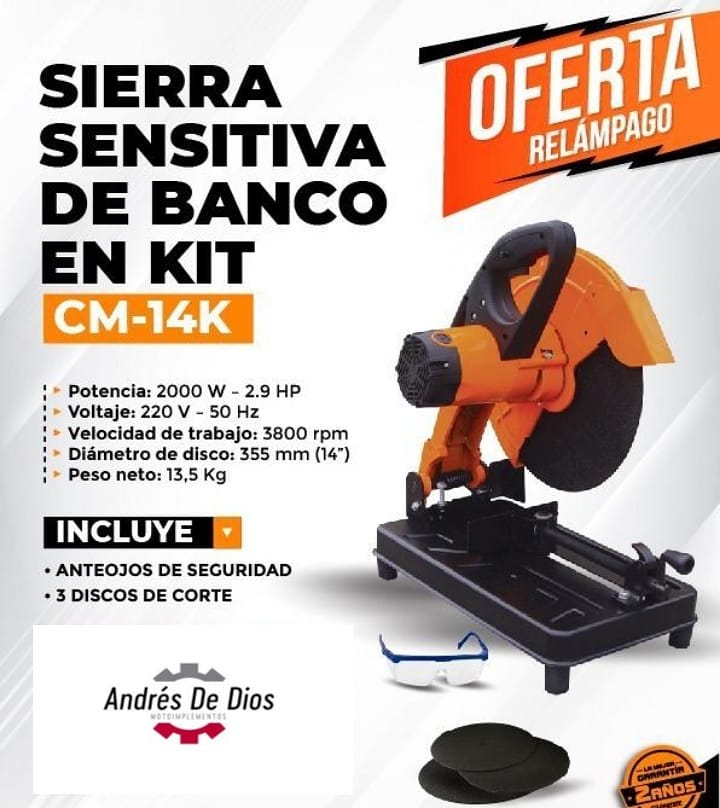 SIERRA
SENSITIVA
DE BANCO
EN KIT
CM-14K
OFERTA
RELÁMPAGO
Potencia: 2000 W - 2.9 HP
Voltaje: 220 V - 50 Hz
Velocidad de trabajo: 3800 rpm
Diámetro de disco: 355 mm (14")
Peso neto: 13,5 Kg
INCLUYE
• ANTEOJOS DE SEGURIDAD
• 3 DISCOS DE CORTE
Andrés De Dios
MOTOIMPLEMENTOS
LA MEJOR
GARANTÍA
2 AÑOS